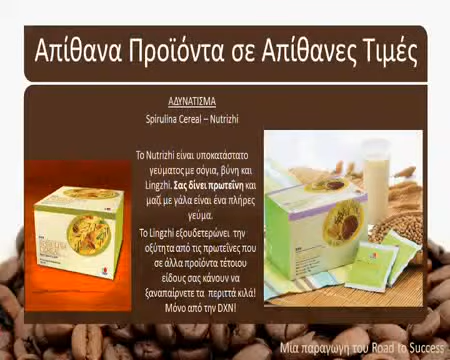 Απίθανα Προϊόντα σε Απίθανες Τιμές
ΑΔΥΝΑΤΙΣΜΑ
Spirulina Cereal – Nutrizhi
Το Nutrizhi είναι υποκατάστατο
γεύματος με σόγια, βύνη και
Lingzhi. Σας δίνει πρωτεΐνη και
μαζί με γάλα είναι ένα πλήρες
γεύμα.
Το Lingzhi εξουδετερώνει την
οξύτητα από τις πρωτεΐνες που
σε άλλα προϊόντα τέτοιου
είδους σας κάνουν να
ξαναπαίρνετε τα περιττά κιλά!
Μόνο από την DXN!
Μία παραγωγή του Road to Success